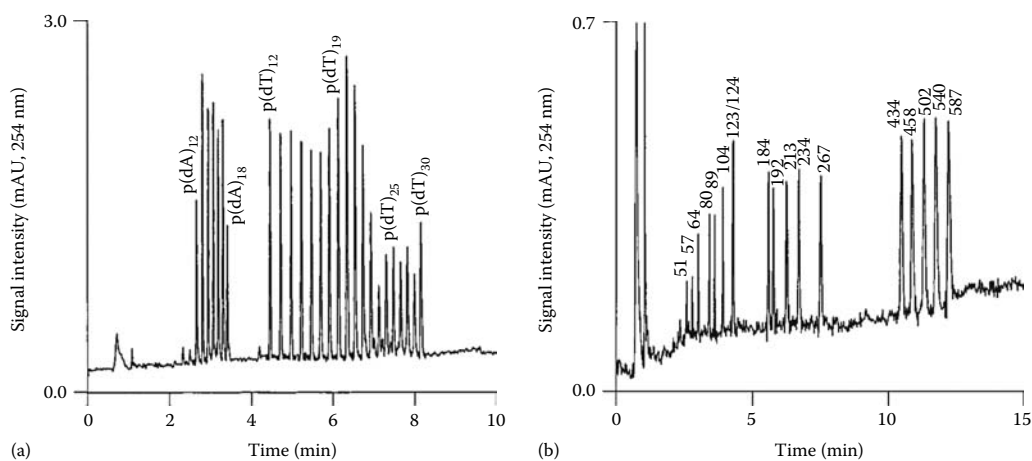 3.0
Signal intensity (mAU, 254 nm)
0.0
p(dA)12
p(dA)18
p(dT)12
p(dT)19
p(dT)25
p(dT)30
0 2 4 6 8 10
Time (min)
(a)
0.7
Signal intensity (mAU, 254 nm)
0.0
51
57
64
80
89
104
123/124
184
192
213
234
267
434
458
502
540
587
0 5 10 15
Time (min)
(b)